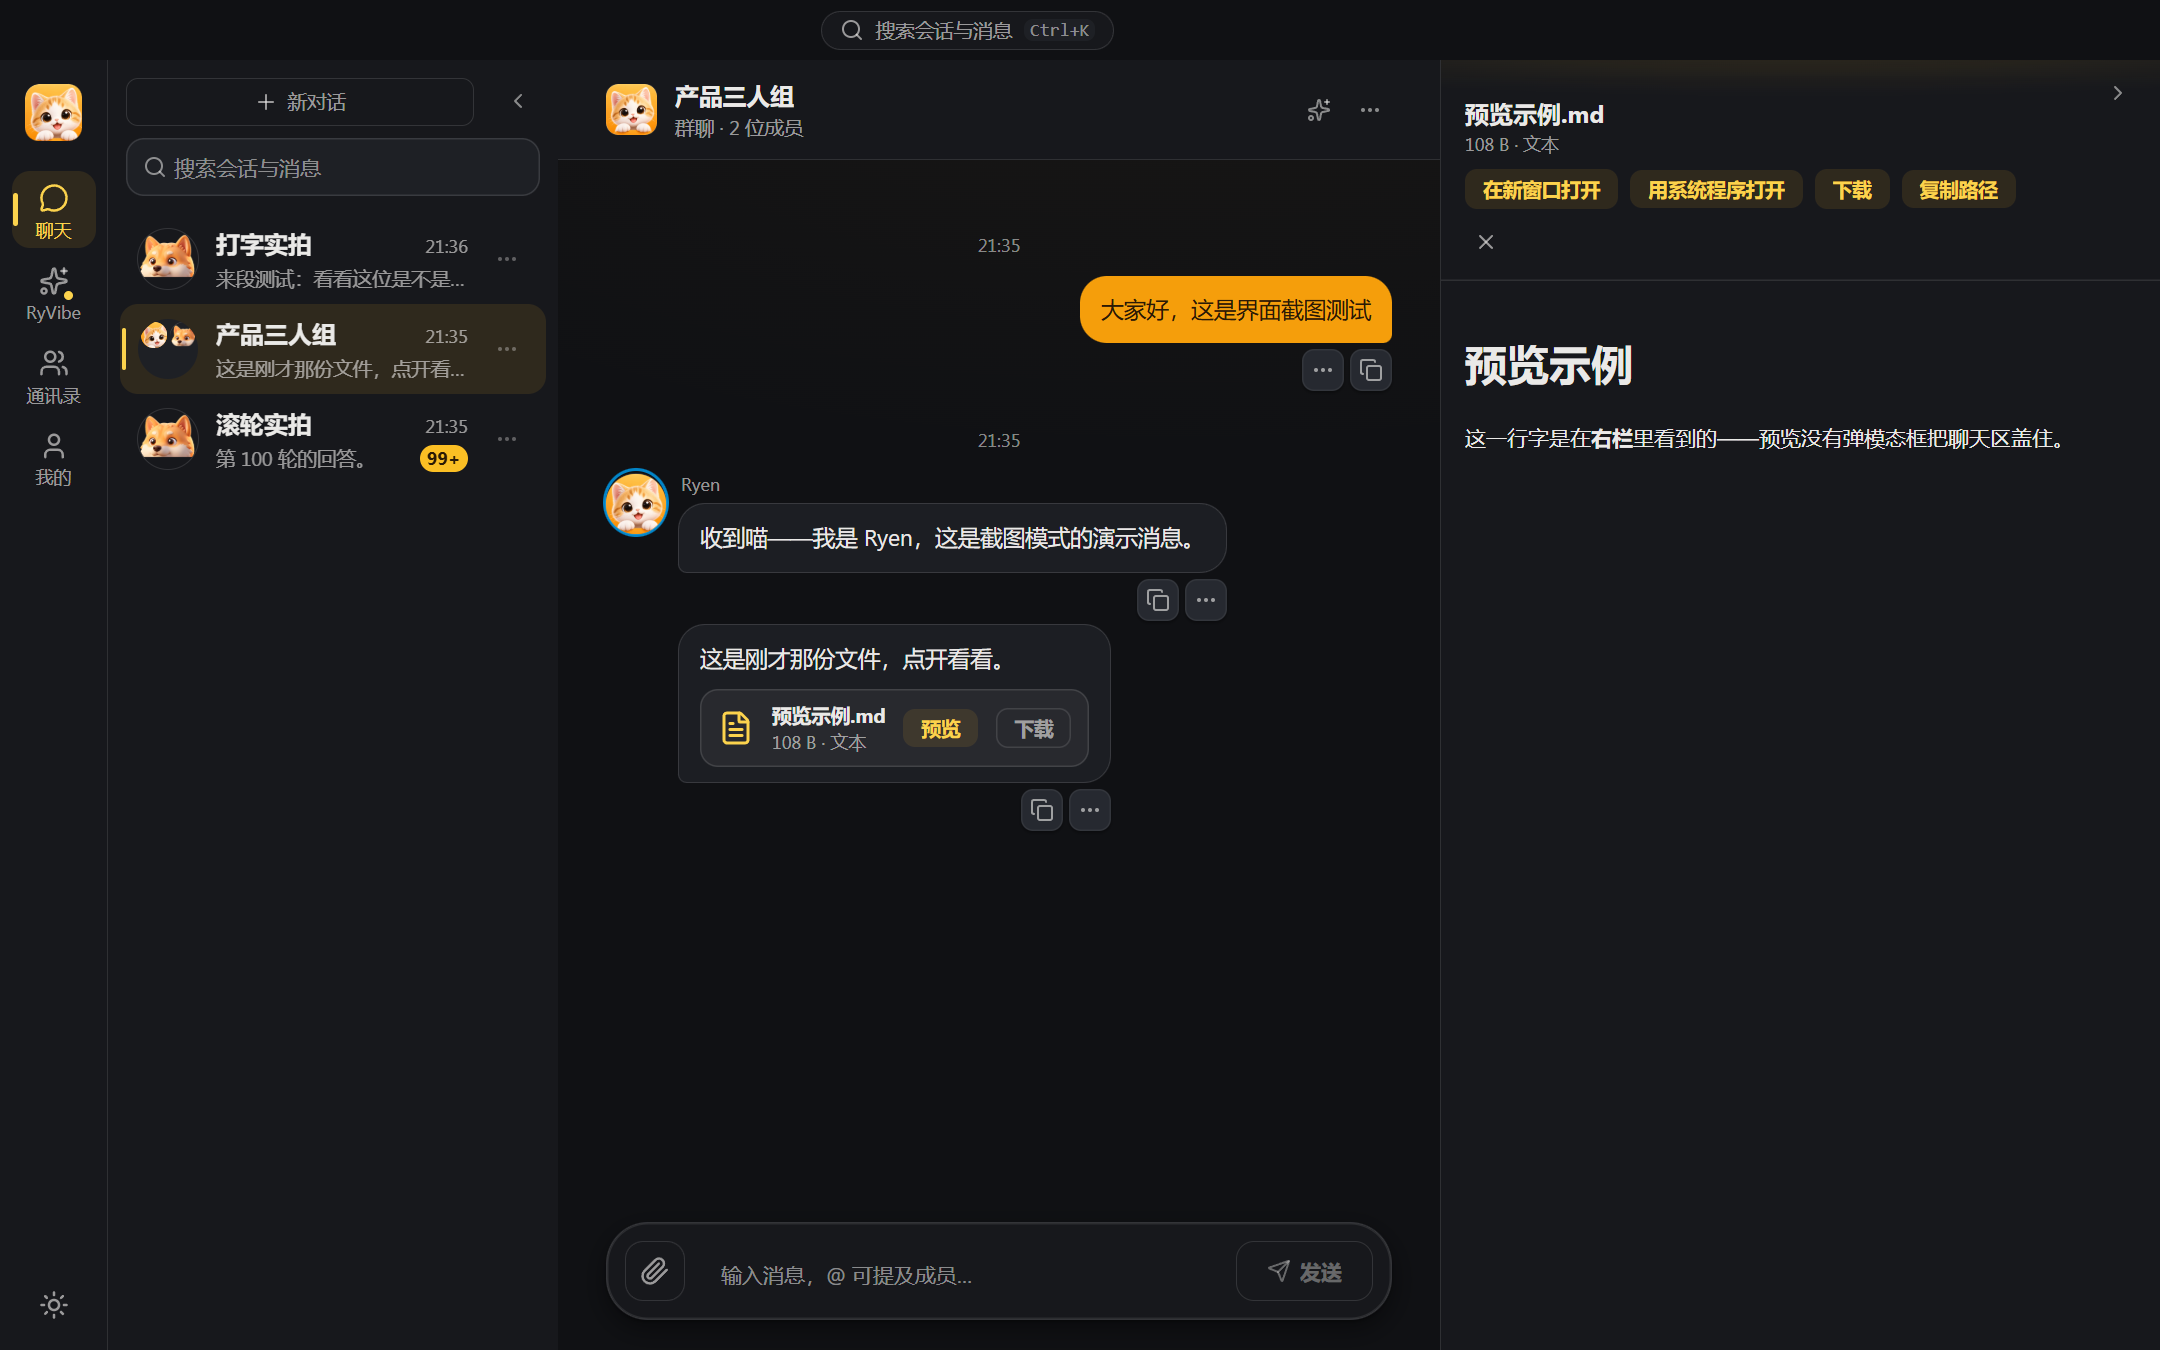 搜索会话与消息 Ctrl+K
聊天
RyVibe
通讯录
我的
新对话
搜索会话与消息
打字实拍 21:36
来段测试：看看这位是不是...
产品三人组 21:35
这是刚才那份文件，点开看...
滚轮实拍 21:35
第 100 轮的回答。 99+
产品三人组
群聊 · 2 位成员
21:35
大家好，这是界面截图测试
21:35
Ryen
收到喵——我是 Ryen，这是截图模式的演示消息。
这是刚才那份文件，点开看看。
预览示例.md
108 B · 文本
预览 下载
输入消息，@ 可提及成员...
发送
预览示例.md
108 B · 文本
在新窗口打开 用系统程序打开 下载 复制路径
预览示例
这一行字是在右栏里看到的——预览没有弹模态框把聊天区盖住。